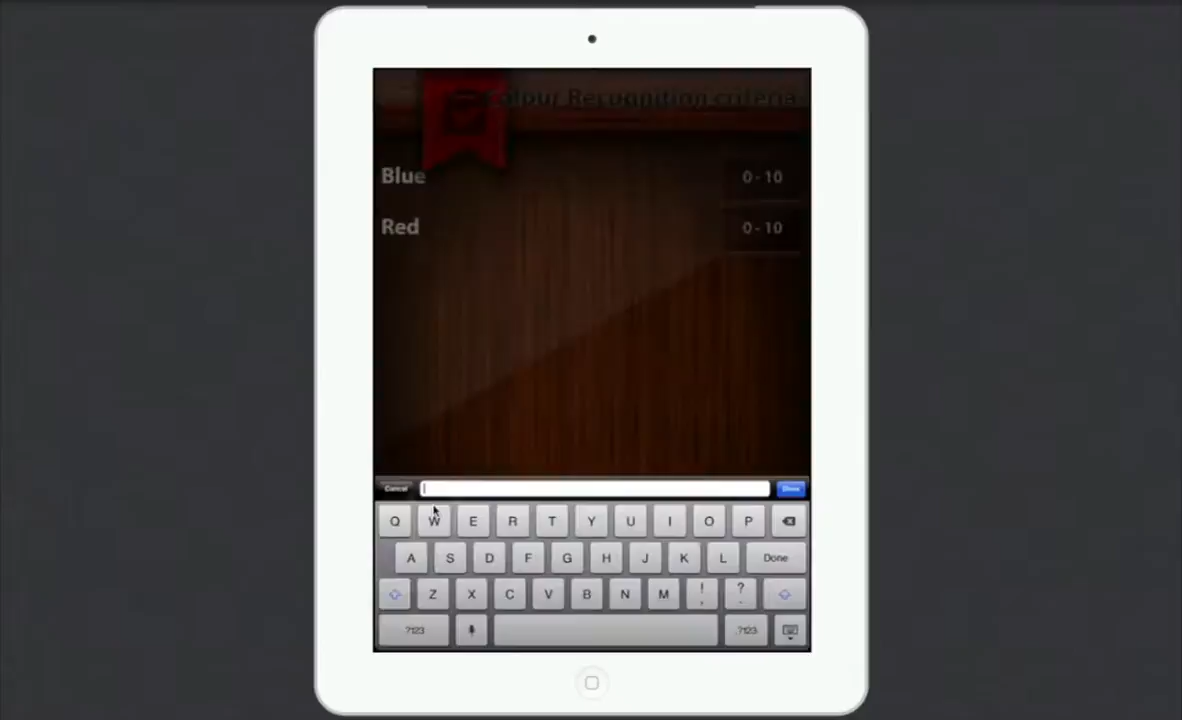 Colour Recognition criteria
Blue 0 - 10
Red 0 - 10
Cancel Done
Q W E R T Y U I O P
A S D F G H J K L Done
Z X C V B N M ! , ? .
.?123 .?123